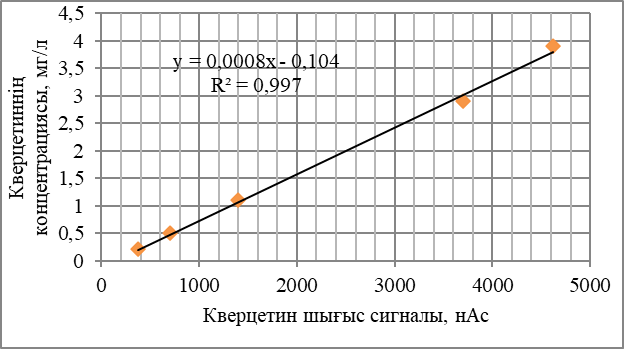 Кверцетиннің
концентрациясы, мг/л
4,5
4
3,5
3
2,5
2
1,5
1
0,5
0
y = 0,0008x - 0,104
R² = 0,997
0 1000 2000 3000 4000 5000
Кверцетин шығыс сигналы, нАс